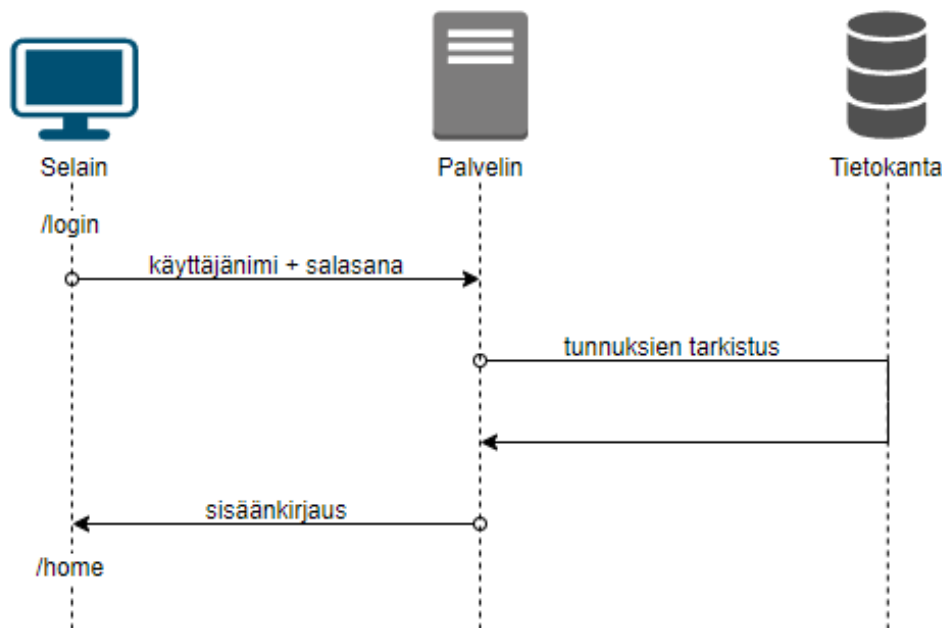 Selain
Palvelin
Tietokanta
/login
käyttäjänimi + salasana
tunnuksien tarkistus
sisäänkirjaus
/home